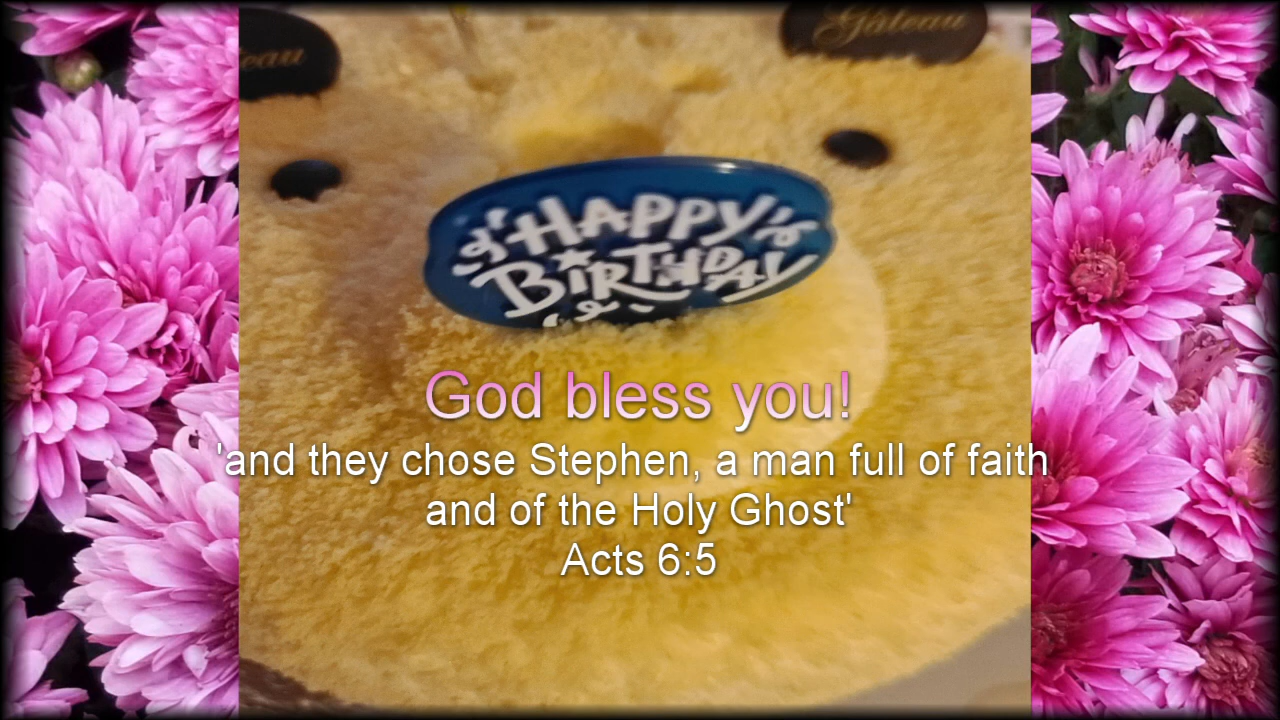 eau
Gâteau
HAPPY
BIRTHDAY
God bless you!
'and they chose Stephen, a man full of faith
and of the Holy Ghost'
Acts 6:5